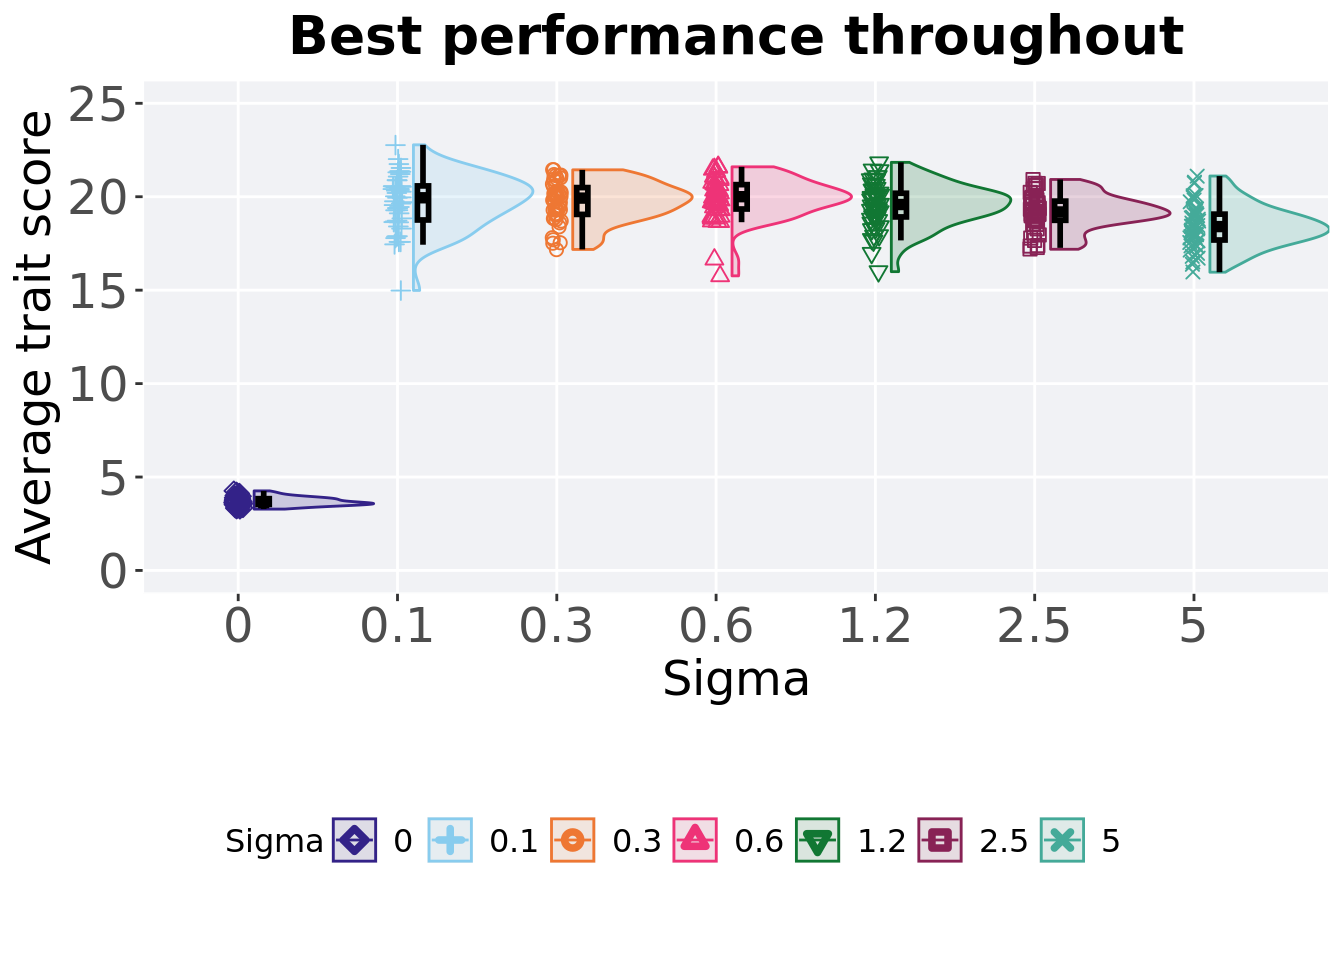 Best performance throughout
Average trait score
25
20
15
10
5
0
0 0.1 0.3 0.6 1.2 2.5 5
Sigma
Sigma 0 0.1 0.3 0.6 1.2 2.5 5